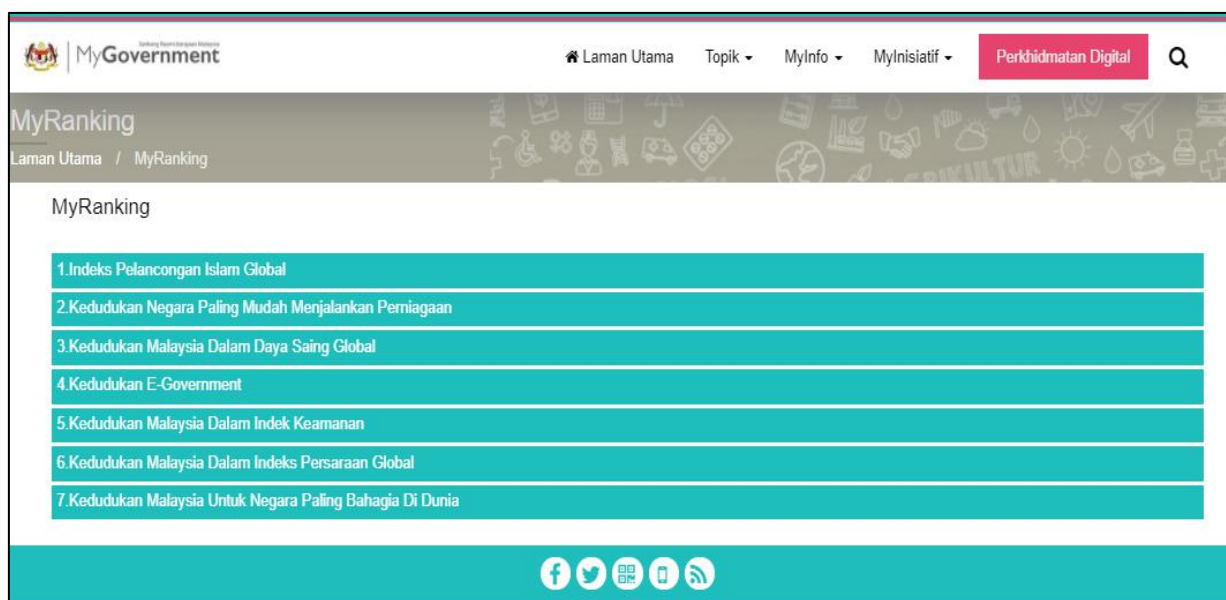 MyGovernment
Laman Utama Topik MyInfo MyInisiatif Perkhidmatan Digital
MyRanking
Laman Utama / MyRanking
AGRIKULTUR
MyRanking
1.Indeks Pelancongan Islam Global
2.Kedudukan Negara Paling Mudah Menjalankan Perniagaan
3.Kedudukan Malaysia Dalam Daya Saing Global
4.Kedudukan E-Government
5.Kedudukan Malaysia Dalam Indek Keamanan
6.Kedudukan Malaysia Dalam Indeks Persaraan Global
7.Kedudukan Malaysia Untuk Negara Paling Bahagia Di Dunia